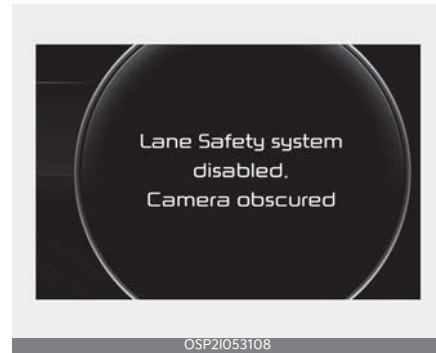 Lane Safety system
disabled.
Camera obscured
OSP2I053108